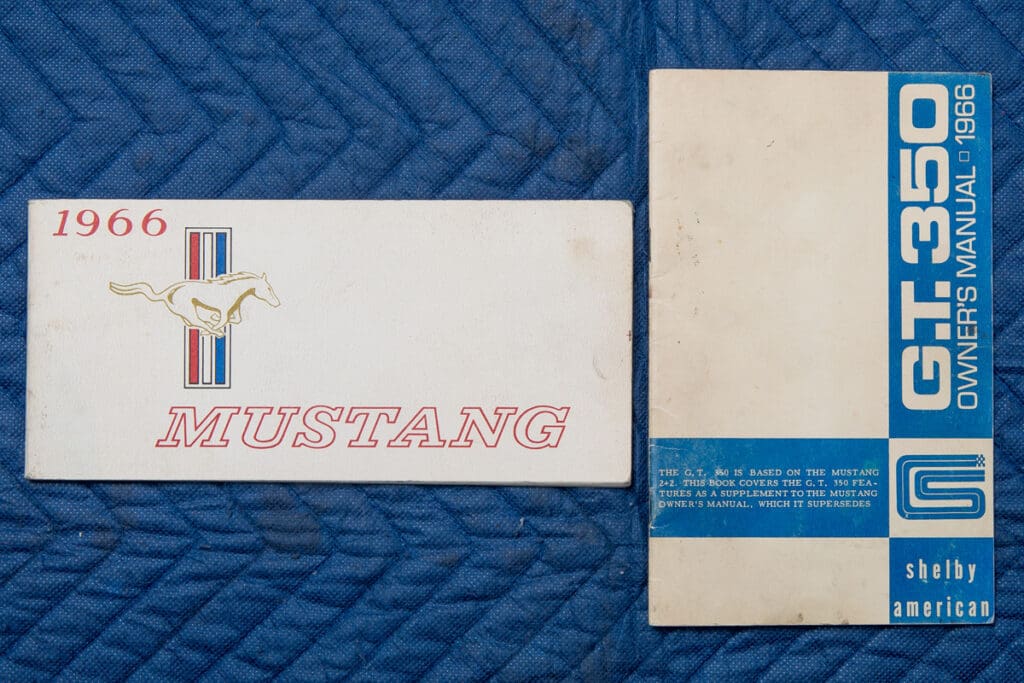 1966
MUSTANG
G.T. 350
OWNER'S MANUAL □ 1966
THE G.T. 350 IS BASED ON THE MUSTANG
2+2. THIS BOOK COVERS THE G.T. 350 FEA-
TURES AS A SUPPLEMENT TO THE MUSTANG
OWNER'S MANUAL, WHICH IT SUPERSEDES
shelby
american